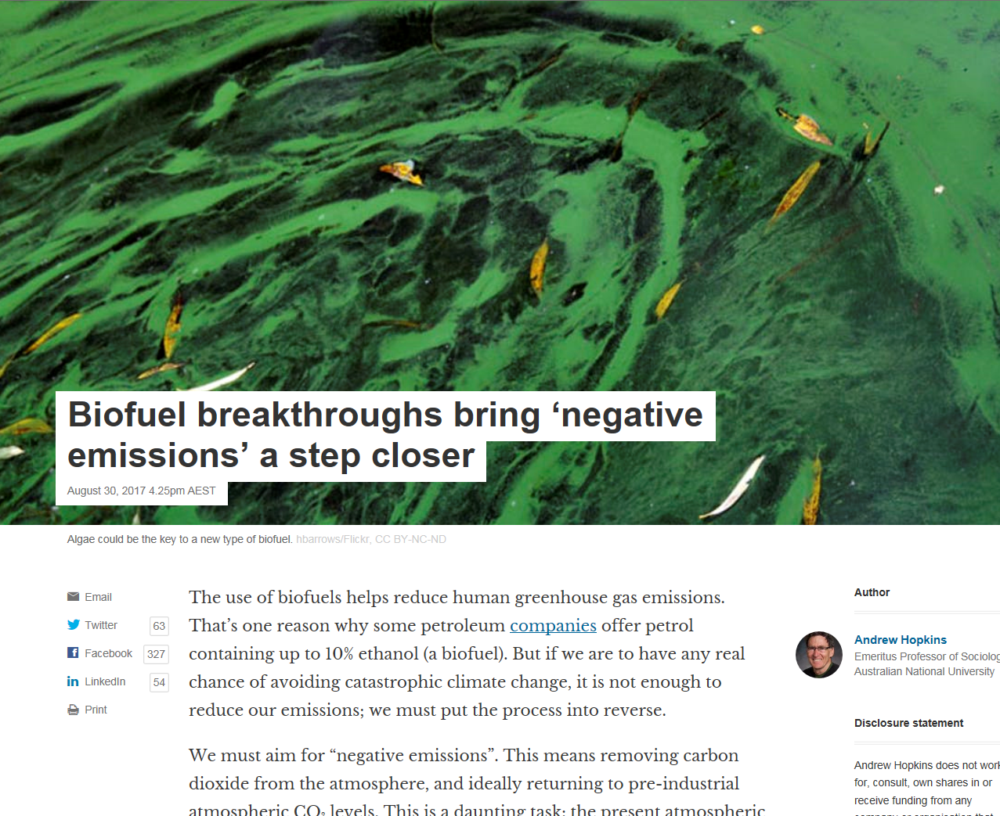 Biofuel breakthroughs bring ‘negative
emissions’ a step closer
August 30, 2017 4.25pm AEST
Algae could be the key to a new type of biofuel. hbarrows/Flickr, CC BY-NC-ND
Email
Twitter 63
Facebook 327
LinkedIn 54
Print
The use of biofuels helps reduce human greenhouse gas emissions.
That’s one reason why some petroleum companies offer petrol
containing up to 10% ethanol (a biofuel). But if we are to have any real
chance of avoiding catastrophic climate change, it is not enough to
reduce our emissions; we must put the process into reverse.
We must aim for “negative emissions”. This means removing carbon
dioxide from the atmosphere, and ideally returning to pre-industrial
atmospheric CO₂ levels. This is a daunting task: the present atmospheric
Author
Andrew Hopkins
Emeritus Professor of Sociolog
Australian National University
Disclosure statement
Andrew Hopkins does not work
for, consult, own shares in or
receive funding from any
company or organisation that